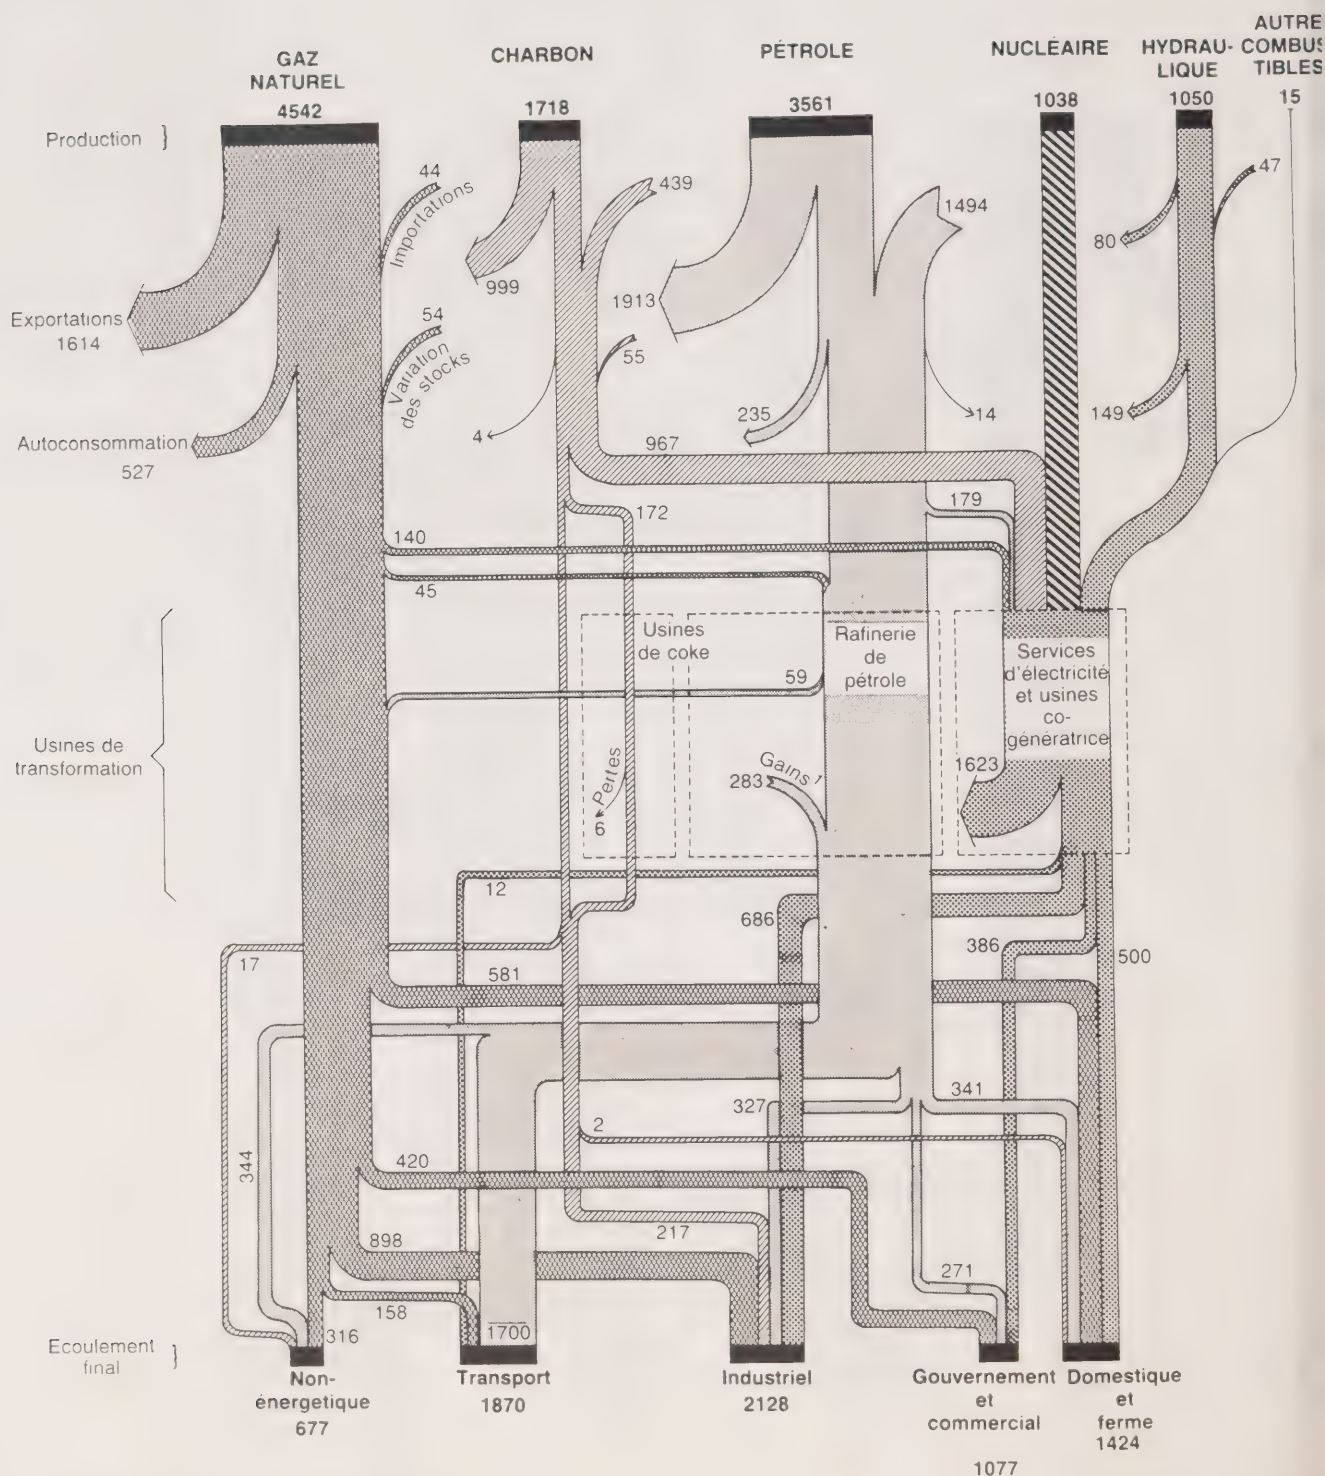 GAZ
NATUREL
4542
CHARBON
1718
PÉTROLE
3561
NUCLÉAIRE
1038
HYDRAU-
LIQUE
1050
AUTRE
COMBUS
TIBLES
15
Production
44
Importations
439
1494
47
80
999
1913
Exportations
1614
54
Variation
des stocks
55
235
14
149
4
Autoconsommation
527
967
172
179
140
45
Usines
de coke
Rafinerie
de
pétrole
Services
d'électricité
et usines
co-
génératrice
59
Usines de
transformation
Pertes
6
Gains 1
283
1623
12
686
386
500
17
581
327
341
2
344
420
217
898
271
158
316
1700
Ecoulement
final
Non-
énergetique
677
Transport
1870
Industriel
2128
Gouvernement
et
commercial
1077
Domestique
et
ferme
1424